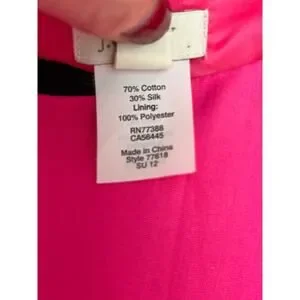 70% Cotton
30% Silk
Lining:
100% Polyester
RN77388
CA56445
Made in China
Style 77618
SU 12